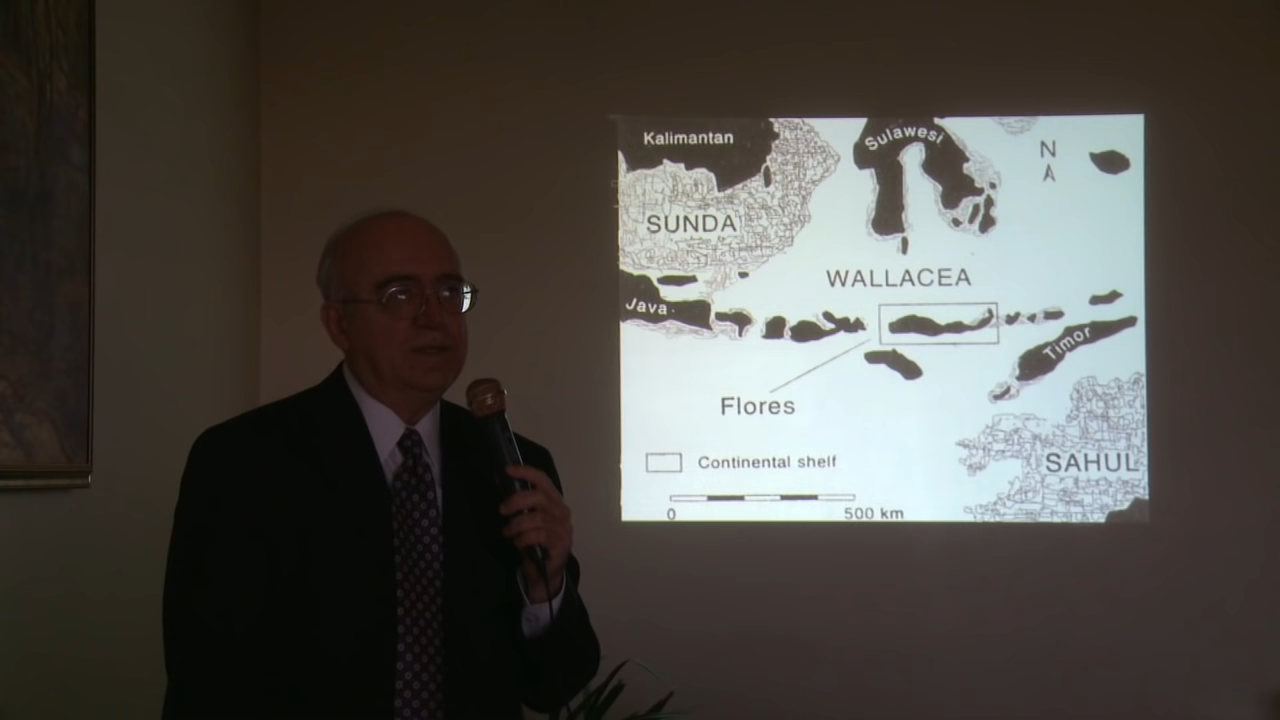 Kalimantan
Sulawesi
N
A
SUNDA
WALLACEA
Java
Timor
Flores
Continental shelf
SAHUL
0
500 km